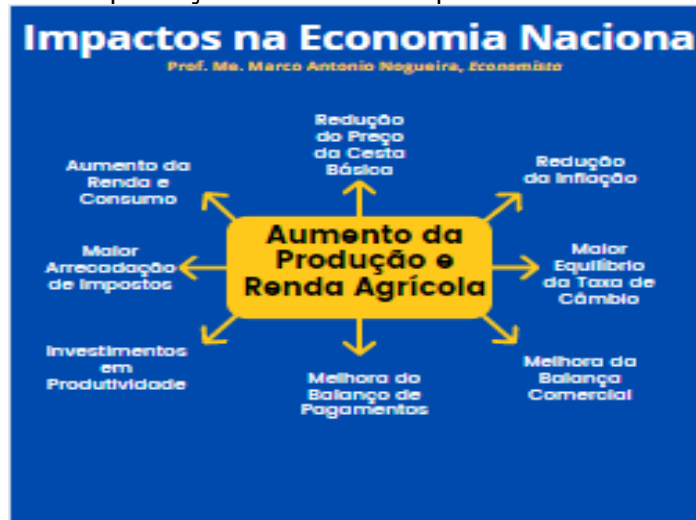 Impactos na Economia Naciona
Prof. Me. Marco Antonio Nogueira, Economista
Redução
do Preço
da Cesta
Básica
Aumento da
Renda e
Consumo
Redução
da Inflação
Aumento da
Produção e
Renda Agrícola
Maior
Arrecadação
de Impostos
Maior
Equilíbrio
da Taxa de
Câmbio
Investimentos
em
Produtividade
Melhora do
Balanço de
Pagamentos
Melhora da
Balança
Comercial